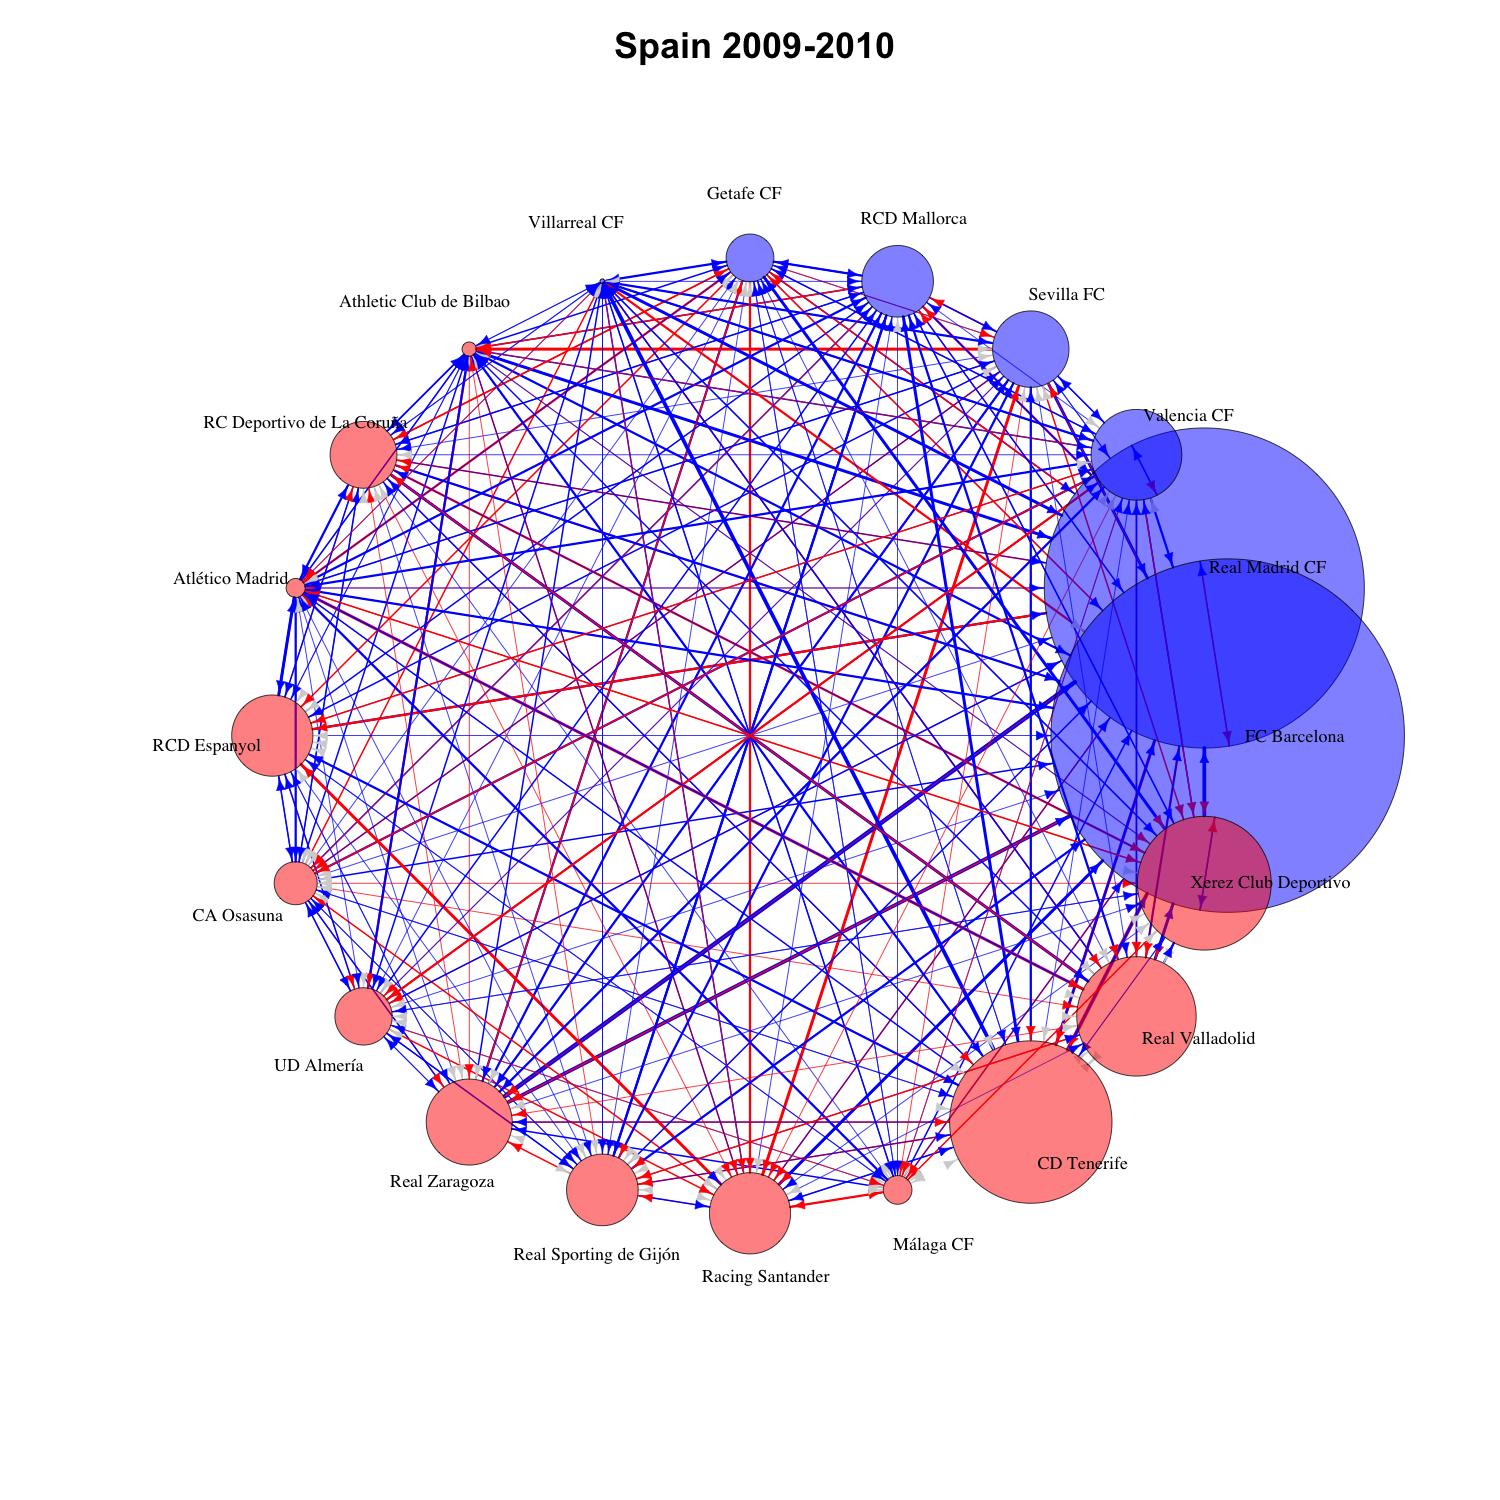 Spain 2009-2010
Getafe CF
RCD Mallorca
Villarreal CF
Sevilla FC
Athletic Club de Bilbao
Valencia CF
RC Deportivo de La Coruña
Real Madrid CF
Atlético Madrid
FC Barcelona
RCD Espanyol
Xerez Club Deportivo
CA Osasuna
Real Valladolid
UD Almería
CD Tenerife
Real Zaragoza
Málaga CF
Real Sporting de Gijón
Racing Santander